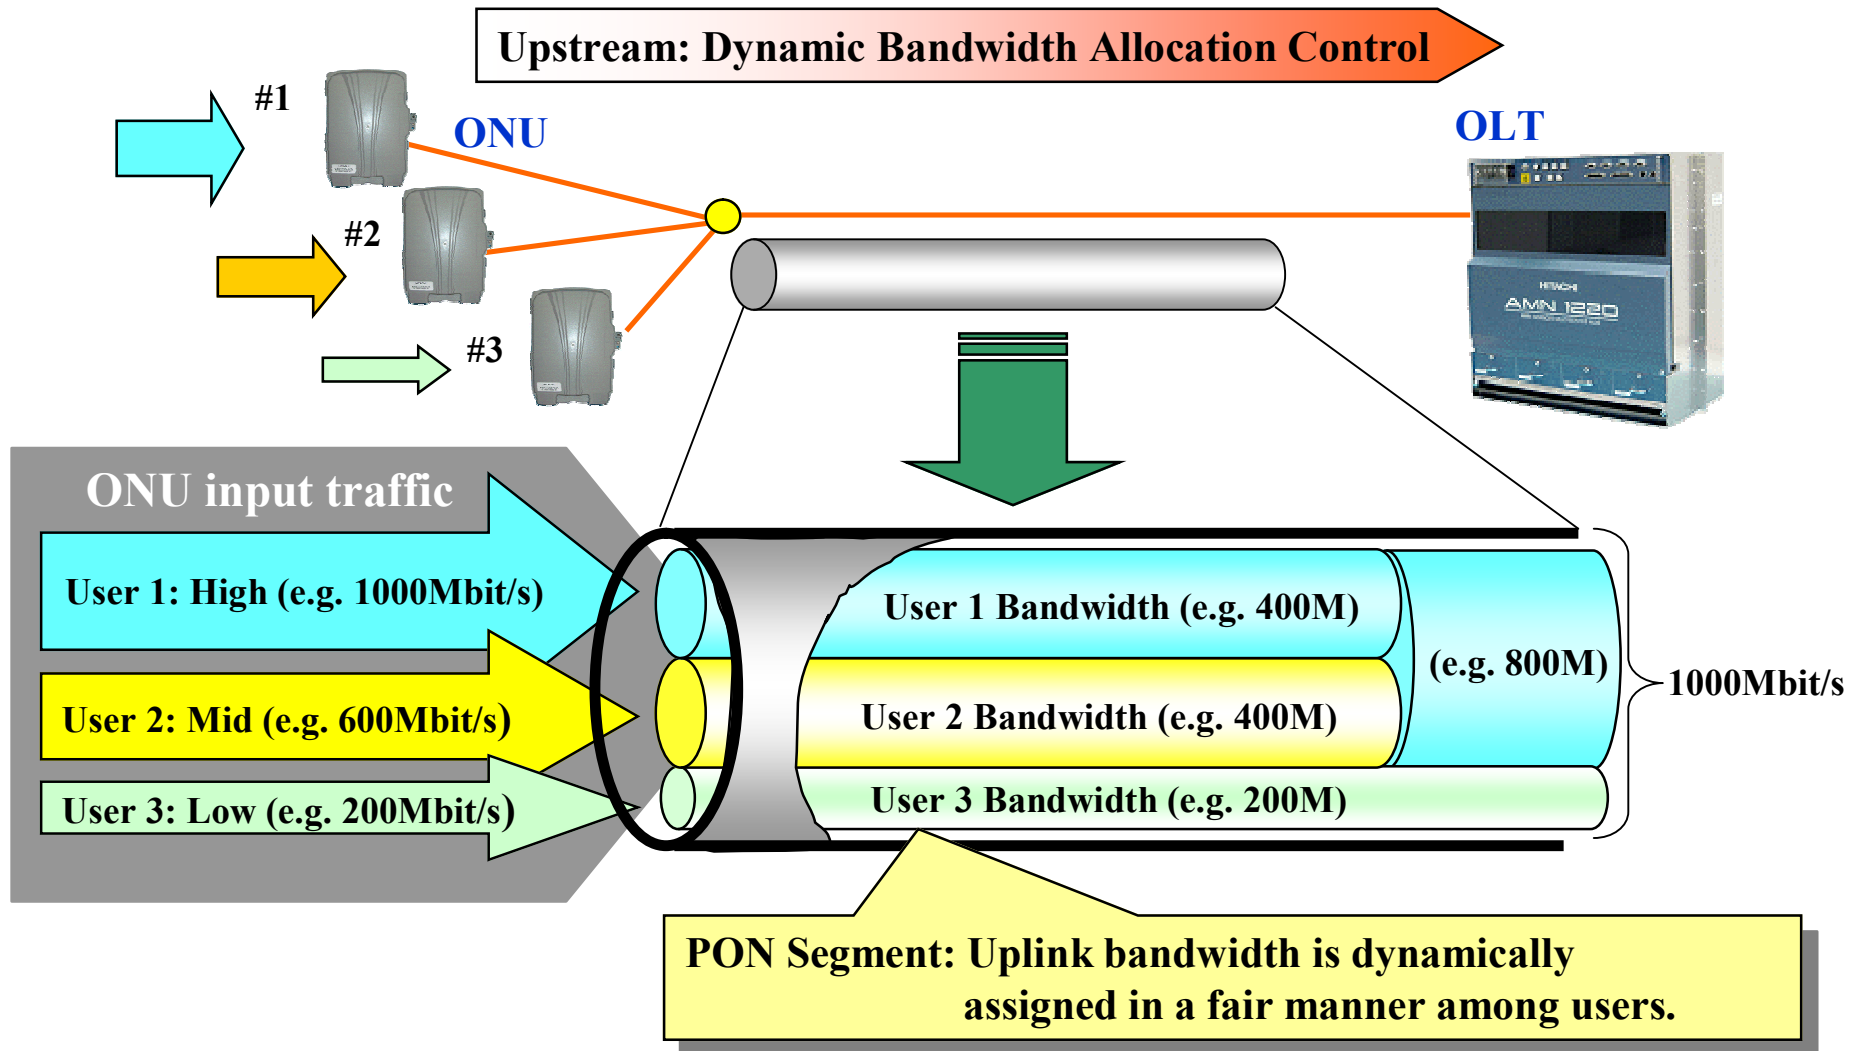 Upstream: Dynamic Bandwidth Allocation Control
#1
ONU
OLT
#2
#3
HITACHI
AMN 1220
ONU input traffic
User 1: High (e.g. 1000Mbit/s)
User 1 Bandwidth (e.g. 400M)
(e.g. 800M)
1000Mbit/s
User 2: Mid (e.g. 600Mbit/s)
User 2 Bandwidth (e.g. 400M)
User 3: Low (e.g. 200Mbit/s)
User 3 Bandwidth (e.g. 200M)
PON Segment: Uplink bandwidth is dynamically
assigned in a fair manner among users.